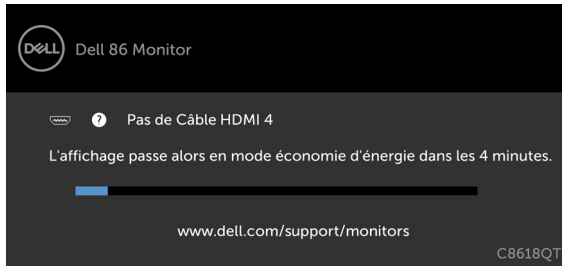 DELL Dell 86 Monitor
? Pas de Câble HDMI 4
L'affichage passe alors en mode économie d'énergie dans les 4 minutes.
www.dell.com/support/monitors
C8618QT